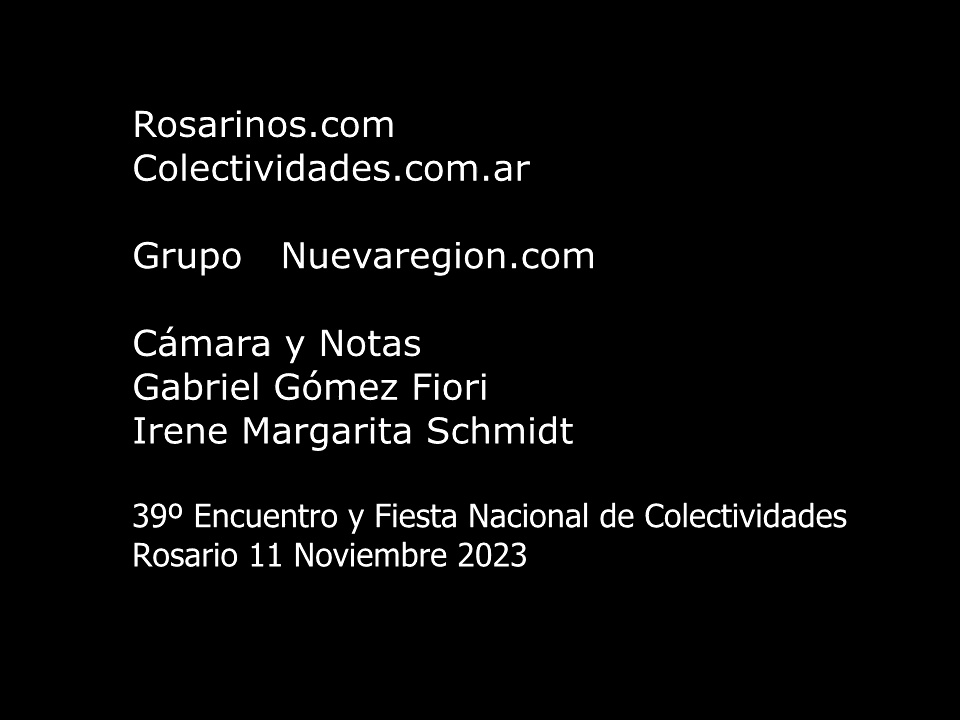 Rosarinos.com
Colectividades.com.ar
Grupo Nuevaregion.com
Cámara y Notas
Gabriel Gómez Fiori
Irene Margarita Schmidt
39º Encuentro y Fiesta Nacional de Colectividades
Rosario 11 Noviembre 2023